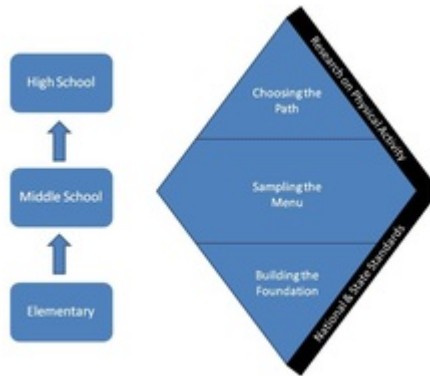 High School
Middle School
Elementary
Choosing the
Path
Sampling the
Menu
Building the
Foundation
Research on Physical Activity
National & State Standards